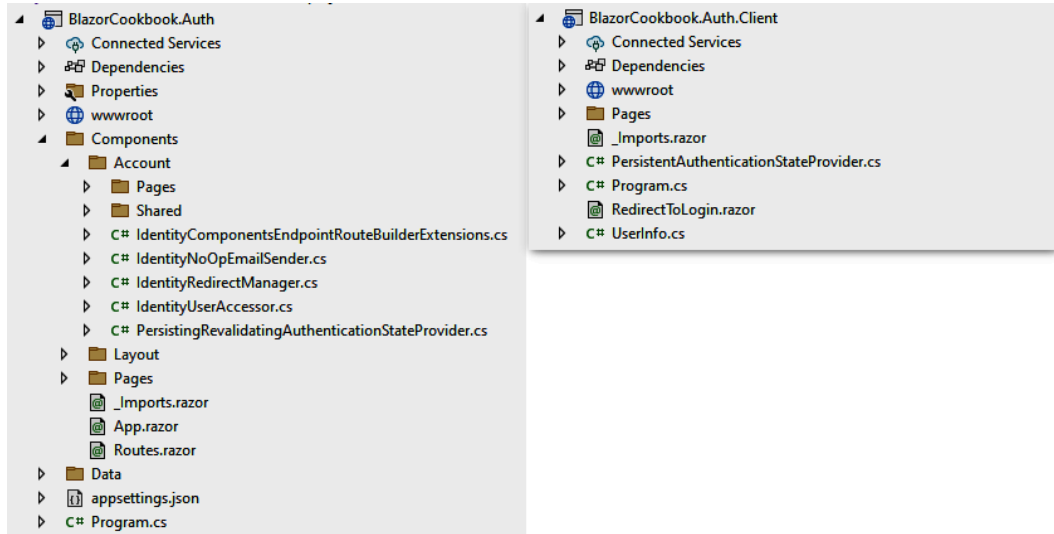 BlazorCookbook.Auth
Connected Services
Dependencies
Properties
wwwroot
Components
Account
Pages
Shared
C# IdentityComponentsEndpointRouteBuilderExtensions.cs
C# IdentityNoOpEmailSender.cs
C# IdentityRedirectManager.cs
C# IdentityUserAccessor.cs
C# PersistingRevalidatingAuthenticationStateProvider.cs
Layout
Pages
_Imports.razor
App.razor
Routes.razor
Data
appsettings.json
C# Program.cs
BlazorCookbook.Auth.Client
Connected Services
Dependencies
wwwroot
Pages
_Imports.razor
C# PersistentAuthenticationStateProvider.cs
C# Program.cs
RedirectToLogin.razor
C# UserInfo.cs